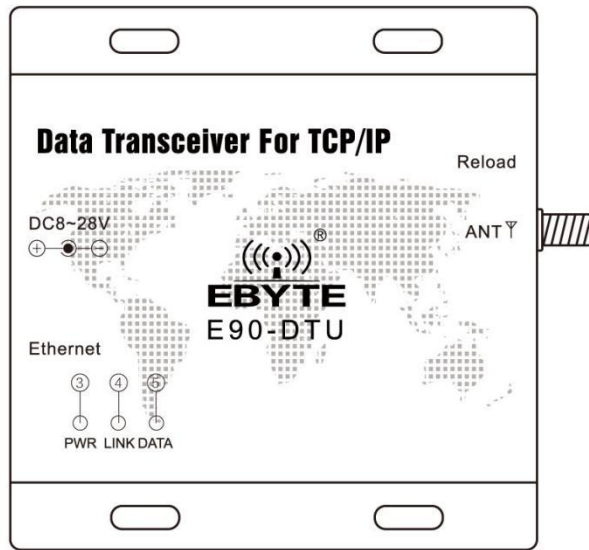 Data Transceiver For TCP/IP
Reload
DC8~28V
ANT
®
EBYTE
E90-DTU
Ethernet
③ ④ ⑤
PWR LINK DATA